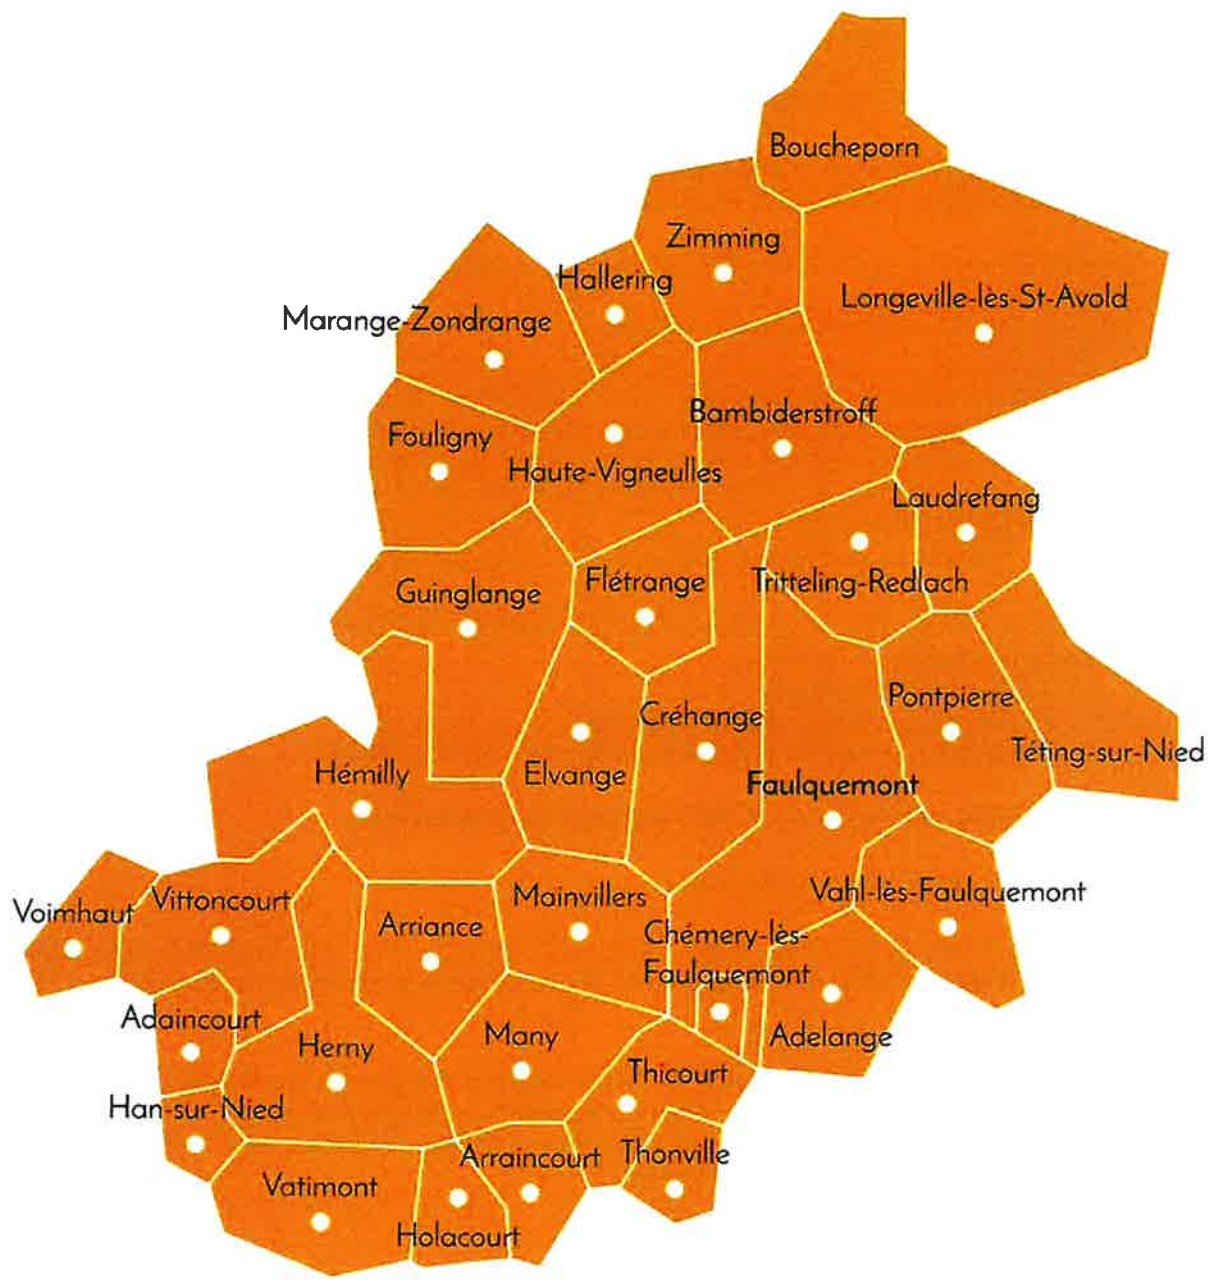 Boucheporn
Zimming
Hallering
Longeville-lès-St-Avold
Marange-Zondrange
Bambiderstroff
Fouligny
Haute-Vigneulles
Laudrefang
Flétrange
Tritteling-Redlach
Guinglange
Pontpierre
Créhange
Téting-sur-Nied
Hémilly
Elvange
Faulquemont
Vahl-lès-Faulquemont
Mainvillers
Vittoncourt
Voimhaut
Arriance
Chémery-lès-
Faulquemont
Adaincourt
Many
Adelange
Herny
Thicourt
Han-sur-Nied
Arraincourt
Thonville
Vatimont
Holacourt